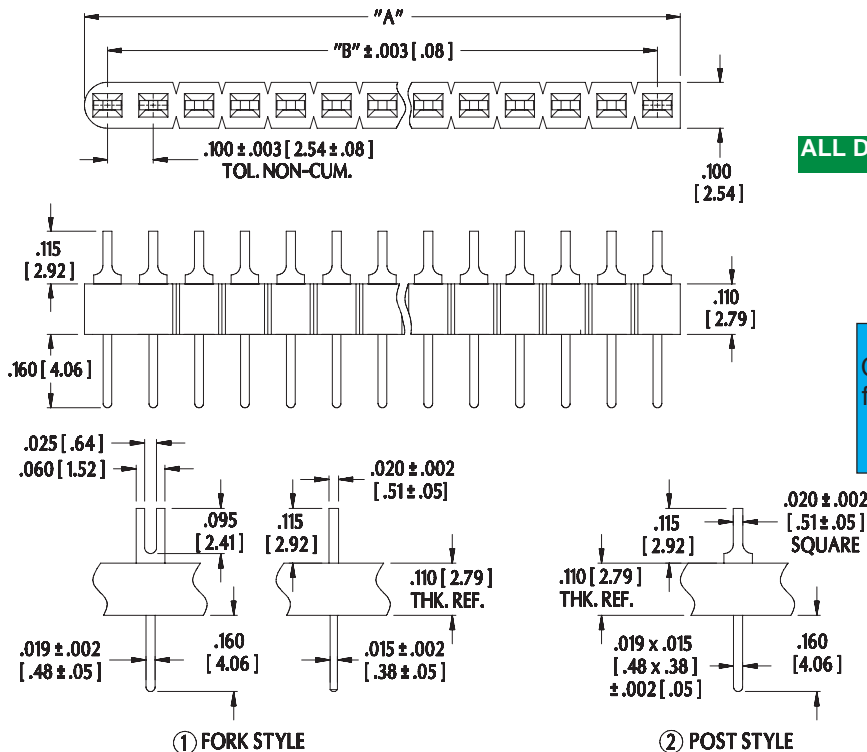 "A"
"B" ± .003 [ .08 ]
.100 ± .003 [ 2.54 ± .08 ]
TOL. NON-CUM.
.100
[ 2.54 ]
ALL D
.115
[ 2.92 ]
.110
[ 2.79 ]
.160 [ 4.06 ]
f
.025 [ .64 ]
.060 [ 1.52 ]
.095
[ 2.41 ]
.115
[ 2.92 ]
.020 ± .002
[ .51 ± .05 ]
.110 [ 2.79 ]
THK. REF.
.019 ± .002
[ .48 ± .05 ]
.160
[ 4.06 ]
.015 ± .002
[ .38 ± .05 ]
1 FORK STYLE
.115
[ 2.92 ]
.020 ± .002
[ .51 ± .05 ]
SQUARE
.110 [ 2.79 ]
THK. REF.
.019 x .015
[ .48 x .38 ]
± .002 [ .05 ]
.160
[4.06 ]
2 POST STYLE